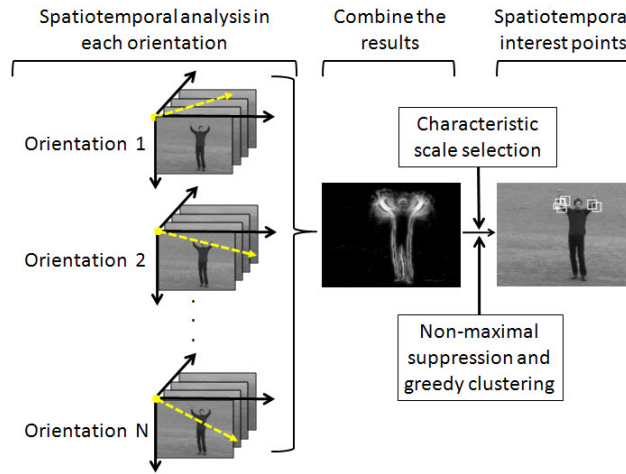 Spatiotemporal analysis in
each orientation
Combine the
results
Spatiotemporal
interest points
Orientation 1
Orientation 2
Orientation N
Characteristic
scale selection
Non-maximal
suppression and
greedy clustering